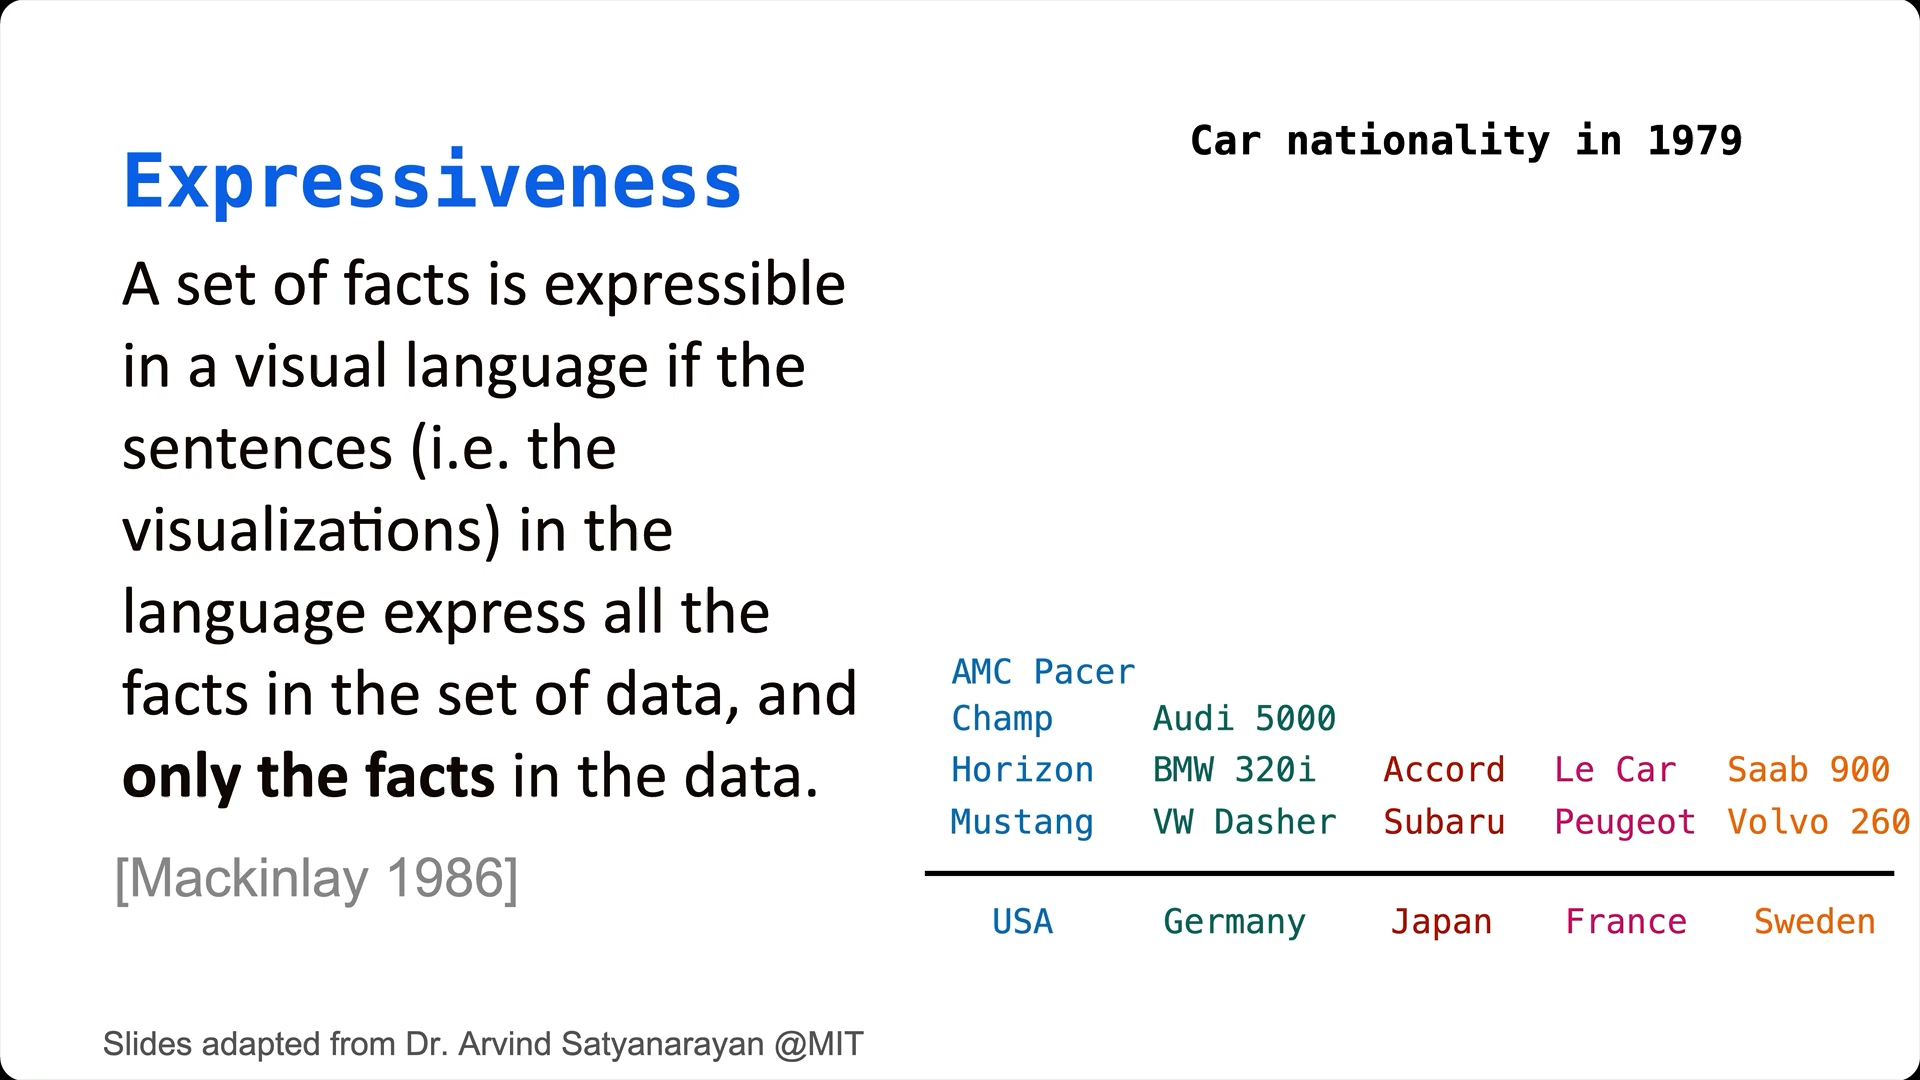 Expressiveness
A set of facts is expressible
in a visual language if the
sentences (i.e. the
visualizations) in the
language express all the
facts in the set of data, and
only the facts in the data.
[Mackinlay 1986]
Car nationality in 1979
AMC Pacer
Champ Audi 5000
Horizon BMW 320i Accord Le Car Saab 900
Mustang VW Dasher Subaru Peugeot Volvo 260
USA Germany Japan France Sweden
Slides adapted from Dr. Arvind Satyanarayan @MIT